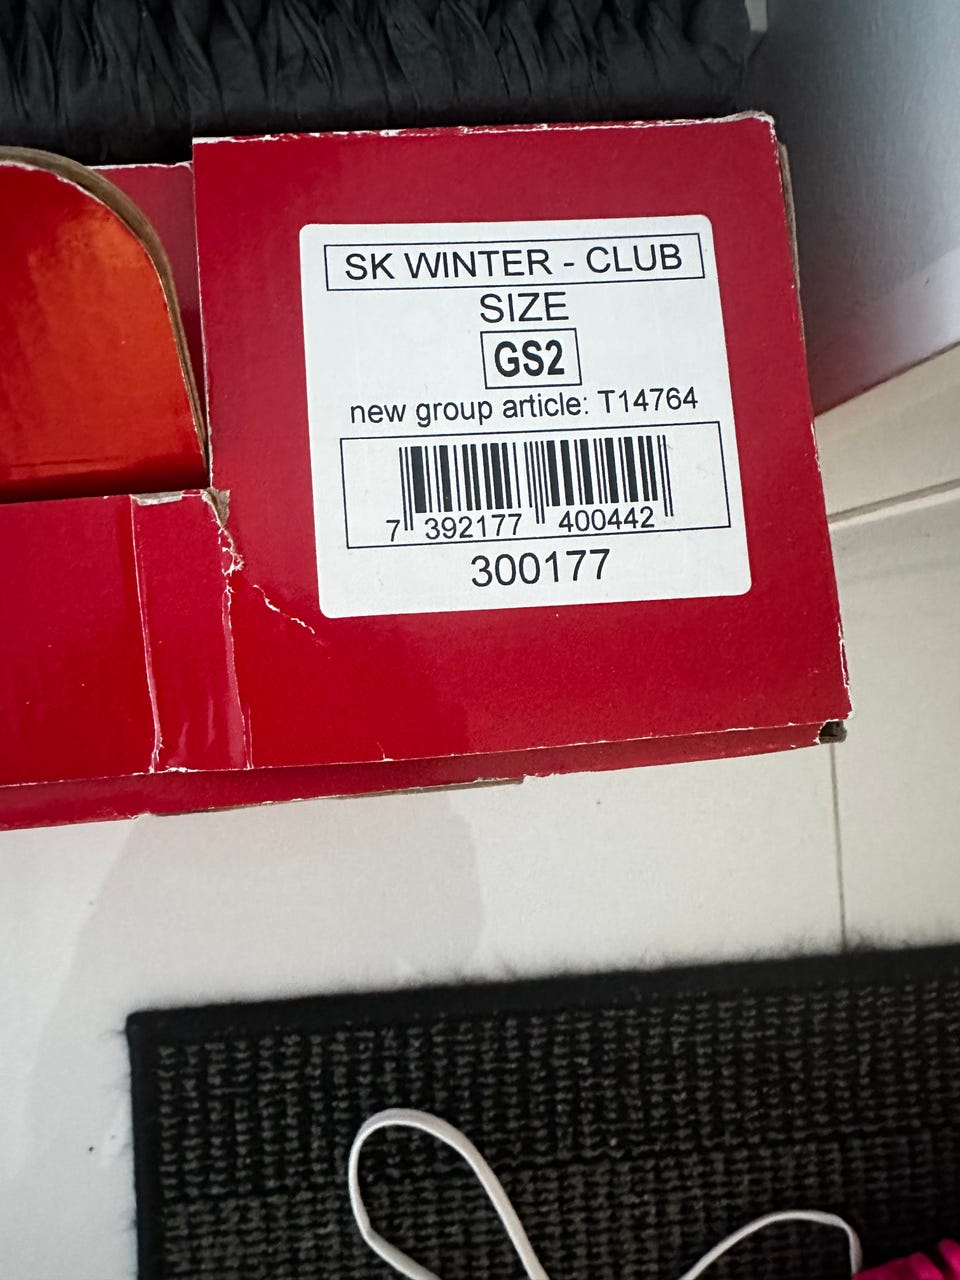 SK WINTER - CLUB
SIZE
GS2
new group article: T14764
7 392177 400442
300177